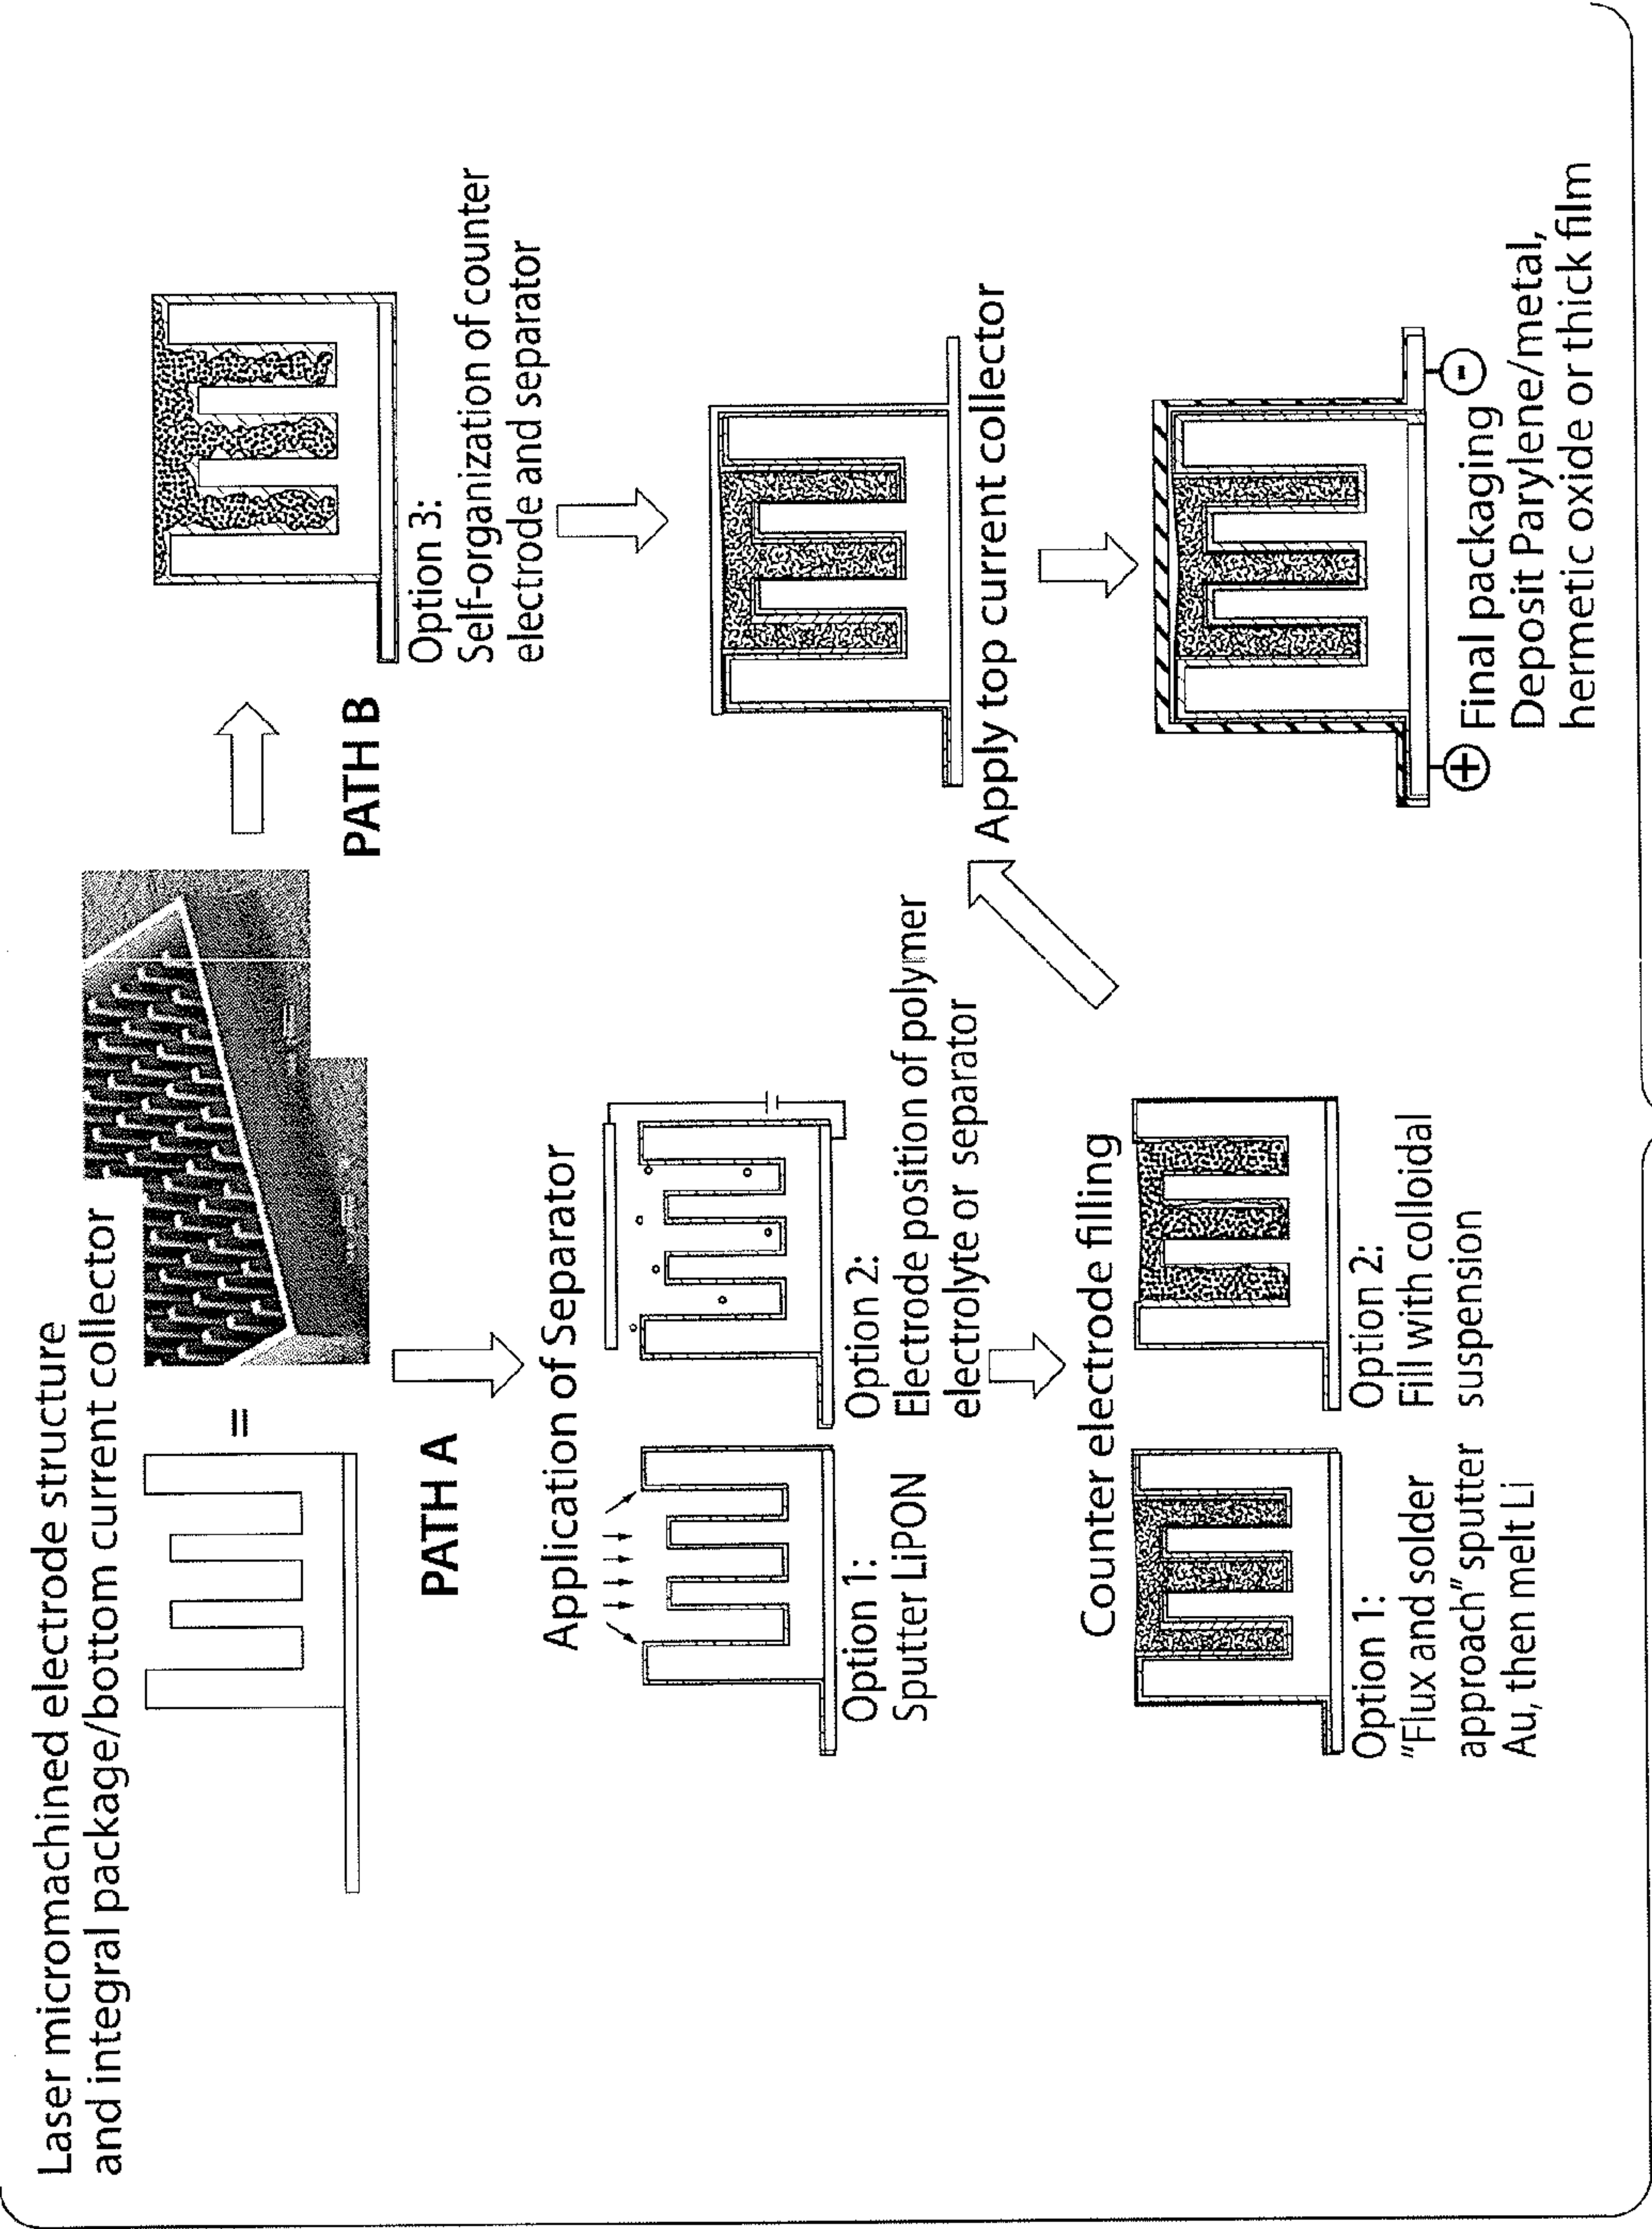 Laser micromachined electrode structure
and integral package/bottom current collector
=
PATH A
PATH B
Application of Separator
Option 1:
Sputter LiPON
Option 2:
Electrode position of polymer
electrolyte or separator
Counter electrode filling
Option 1:
"Flux and solder
approach" sputter
Au, then melt Li
Option 2:
Fill with colloidal
suspension
Option 3:
Self-organization of counter
electrode and separator
Apply top current collector
+
-
Final packaging
Deposit Parylene/metal,
hermetic oxide or thick film